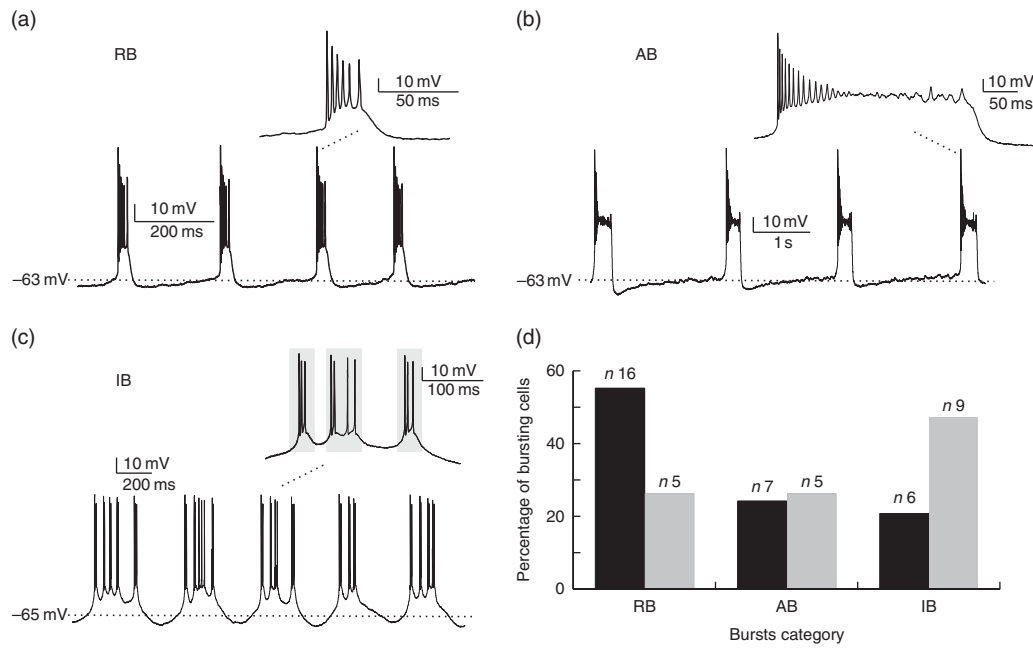 (a)
RB
10 mV
50 ms
10 mV
200 ms
–63 mV
(b)
AB
10 mV
50 ms
10 mV
1 s
–63 mV
(c)
IB
10 mV
100 ms
10 mV
200 ms
–65 mV
(d)
Percentage of bursting cells
60
40
20
0
n 16
n 5
n 7
n 5
n 6
n 9
RB
AB
IB
Bursts category